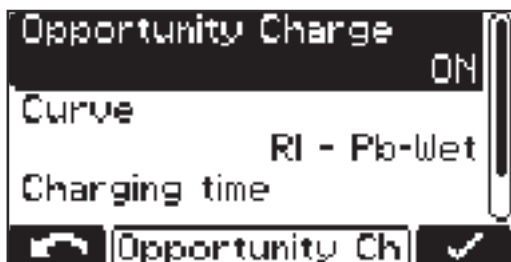 Opportunity Charge
ON
Curve
RI - Pb-Wet
Charging time
Opportunity Ch